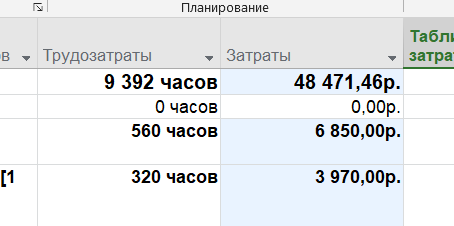 Планирование
Табли
в Трудозатраты Затраты затрат
9 392 часов 48 471,46р.
0 часов 0,00р.
560 часов 6 850,00р.
[1 320 часов 3 970,00р.